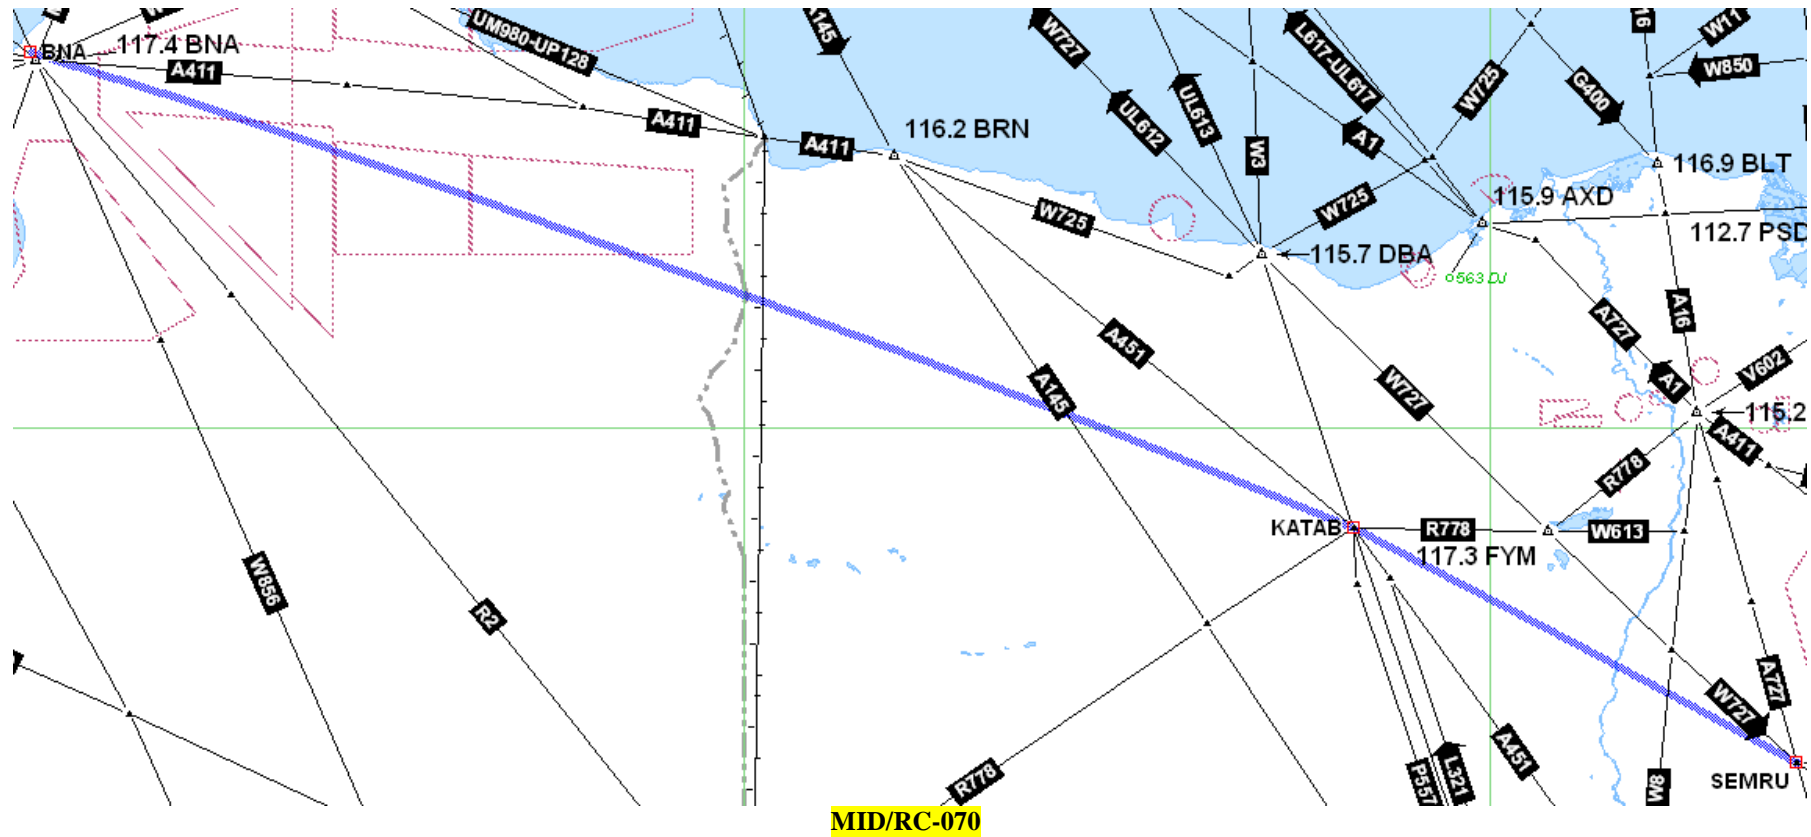 UM980-UP128
A145
W727
L617-UL617
W725
G400
16
W11
W850
BNA
117.4 BNA
A411
A411
A411
116.2 BRN
UL612
UL613
W3
A1
116.9 BLT
115.9 AXD
112.7 PSD
W725
W725
115.7 DBA
563 DJ
A16
A727
V602
A451
A145
W727
A1
115.2
A411
R778
KATAB
R778
W613
117.3 FYM
W856
R2
A727
W727
R778
P557
L321
A451
W8
SEMRU
MID/RC-070